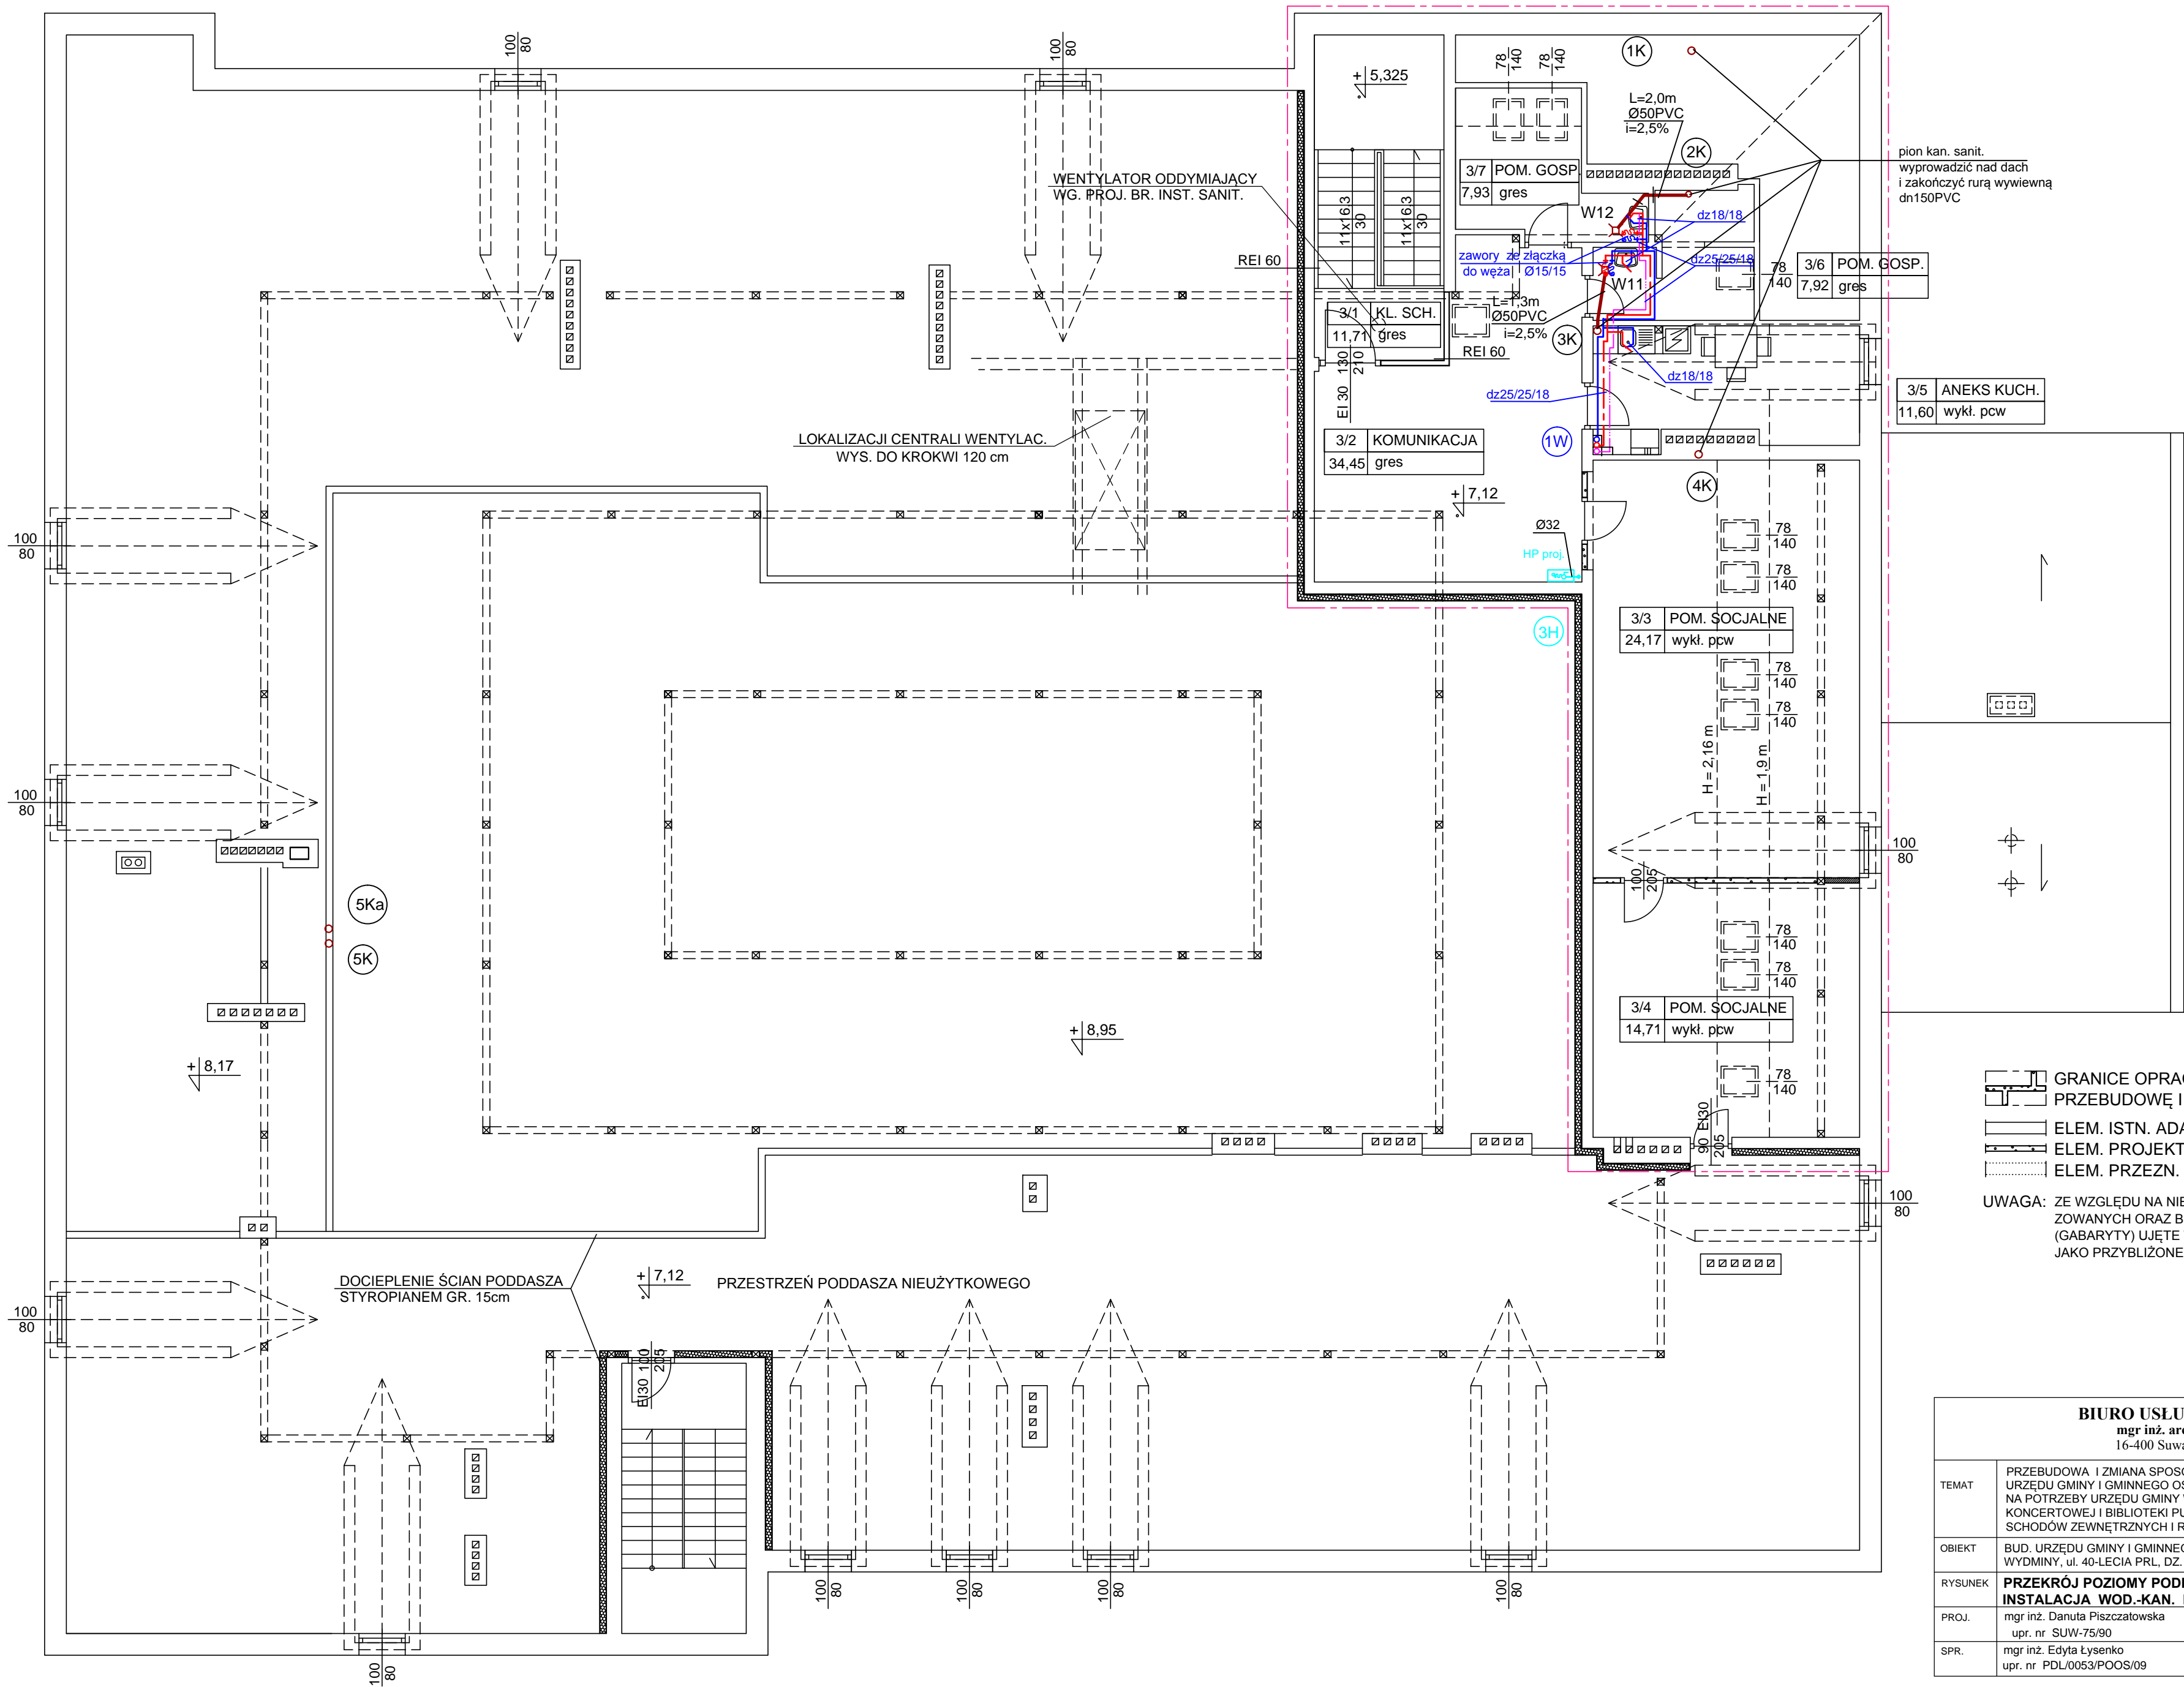 100
80
100
80
+ 5,325
78
140
78
140
1K
L=2,0m
Ø50PVC
i=2,5%
2K
pion kan. sanit.
wyprowadzić nad dach
i zakończyć rurą wywiewną
dn150PVC
WENTYLATOR ODDYMIAJĄCY
WG. PROJ. BR. INST. SANIT.
3/7 POM. GOSP.
7,93 gres
11x16,3
30
11x16,3
30
W12
dz18/18
REI 60
zawory ze złączką
do węża Ø15/15
dz25/25/18
78
140
3/6 POM. GOSP.
7,92 gres
W11
L=1,3m
Ø50PVC
i=2,5%
3/1 KL. SCH.
11,71 gres
3K
REI 60
EI 30 130
210
dz18/18
dz25/25/18
3/5 ANEKS KUCH.
11,60 wykł. pcw
LOKALIZACJI CENTRALI WENTYLAC.
WYS. DO KROKWI 120 cm
3/2 KOMUNIKACJA
34,45 gres
1W
4K
+ 7,12
Ø32
HP proj.
100
80
78
140
78
140
3H
3/3 POM. SOCJALNE
24,17 wykł. pcw
78
140
78
140
H = 2,16 m
H = 1,9 m
100
80
100
80
100
205
5Ka
5K
78
140
78
140
3/4 POM. SOCJALNE
14,71 wykł. pcw
+ 8,95
+ 8,17
78
140
90 EI30
205
GRANICE OPRA
PRZEBUDOWĘ I
ELEM. ISTN. ADA
ELEM. PROJEKT
ELEM. PRZEZN.
UWAGA: ZE WZGLĘDU NA NIE
ZOWANYCH ORAZ B
(GABARYTY) UJĘTE
JAKO PRZYBLIŻONE
100
80
DOCIEPLENIE ŚCIAN PODDASZA
STYROPIANEM GR. 15cm
+ 7,12
PRZESTRZEŃ PODDASZA NIEUŻYTKOWEGO
100
80
EI30 100
205
100
80
100
80
100
80
100
80
100
80
BIURO USŁU
mgr inż. arc
16-400 Suwa
TEMAT
PRZEBUDOWA I ZMIANA SPOSO
URZĘDU GMINY I GMINNEGO OŚ
NA POTRZEBY URZĘDU GMINY
KONCERTOWEJ I BIBLIOTEKI PU
SCHODÓW ZEWNĘTRZNYCH I R
OBIEKT
BUD. URZĘDU GMINY I GMINNEG
WYDMINY, ul. 40-LECIA PRL, DZ.
RYSUNEK
PRZEKRÓJ POZIOMY PODD
INSTALACJA WOD.-KAN.
PROJ.
mgr inż. Danuta Piszczatowska
upr. nr SUW-75/90
SPR.
mgr inż. Edyta Łysenko
upr. nr PDL/0053/POOS/09